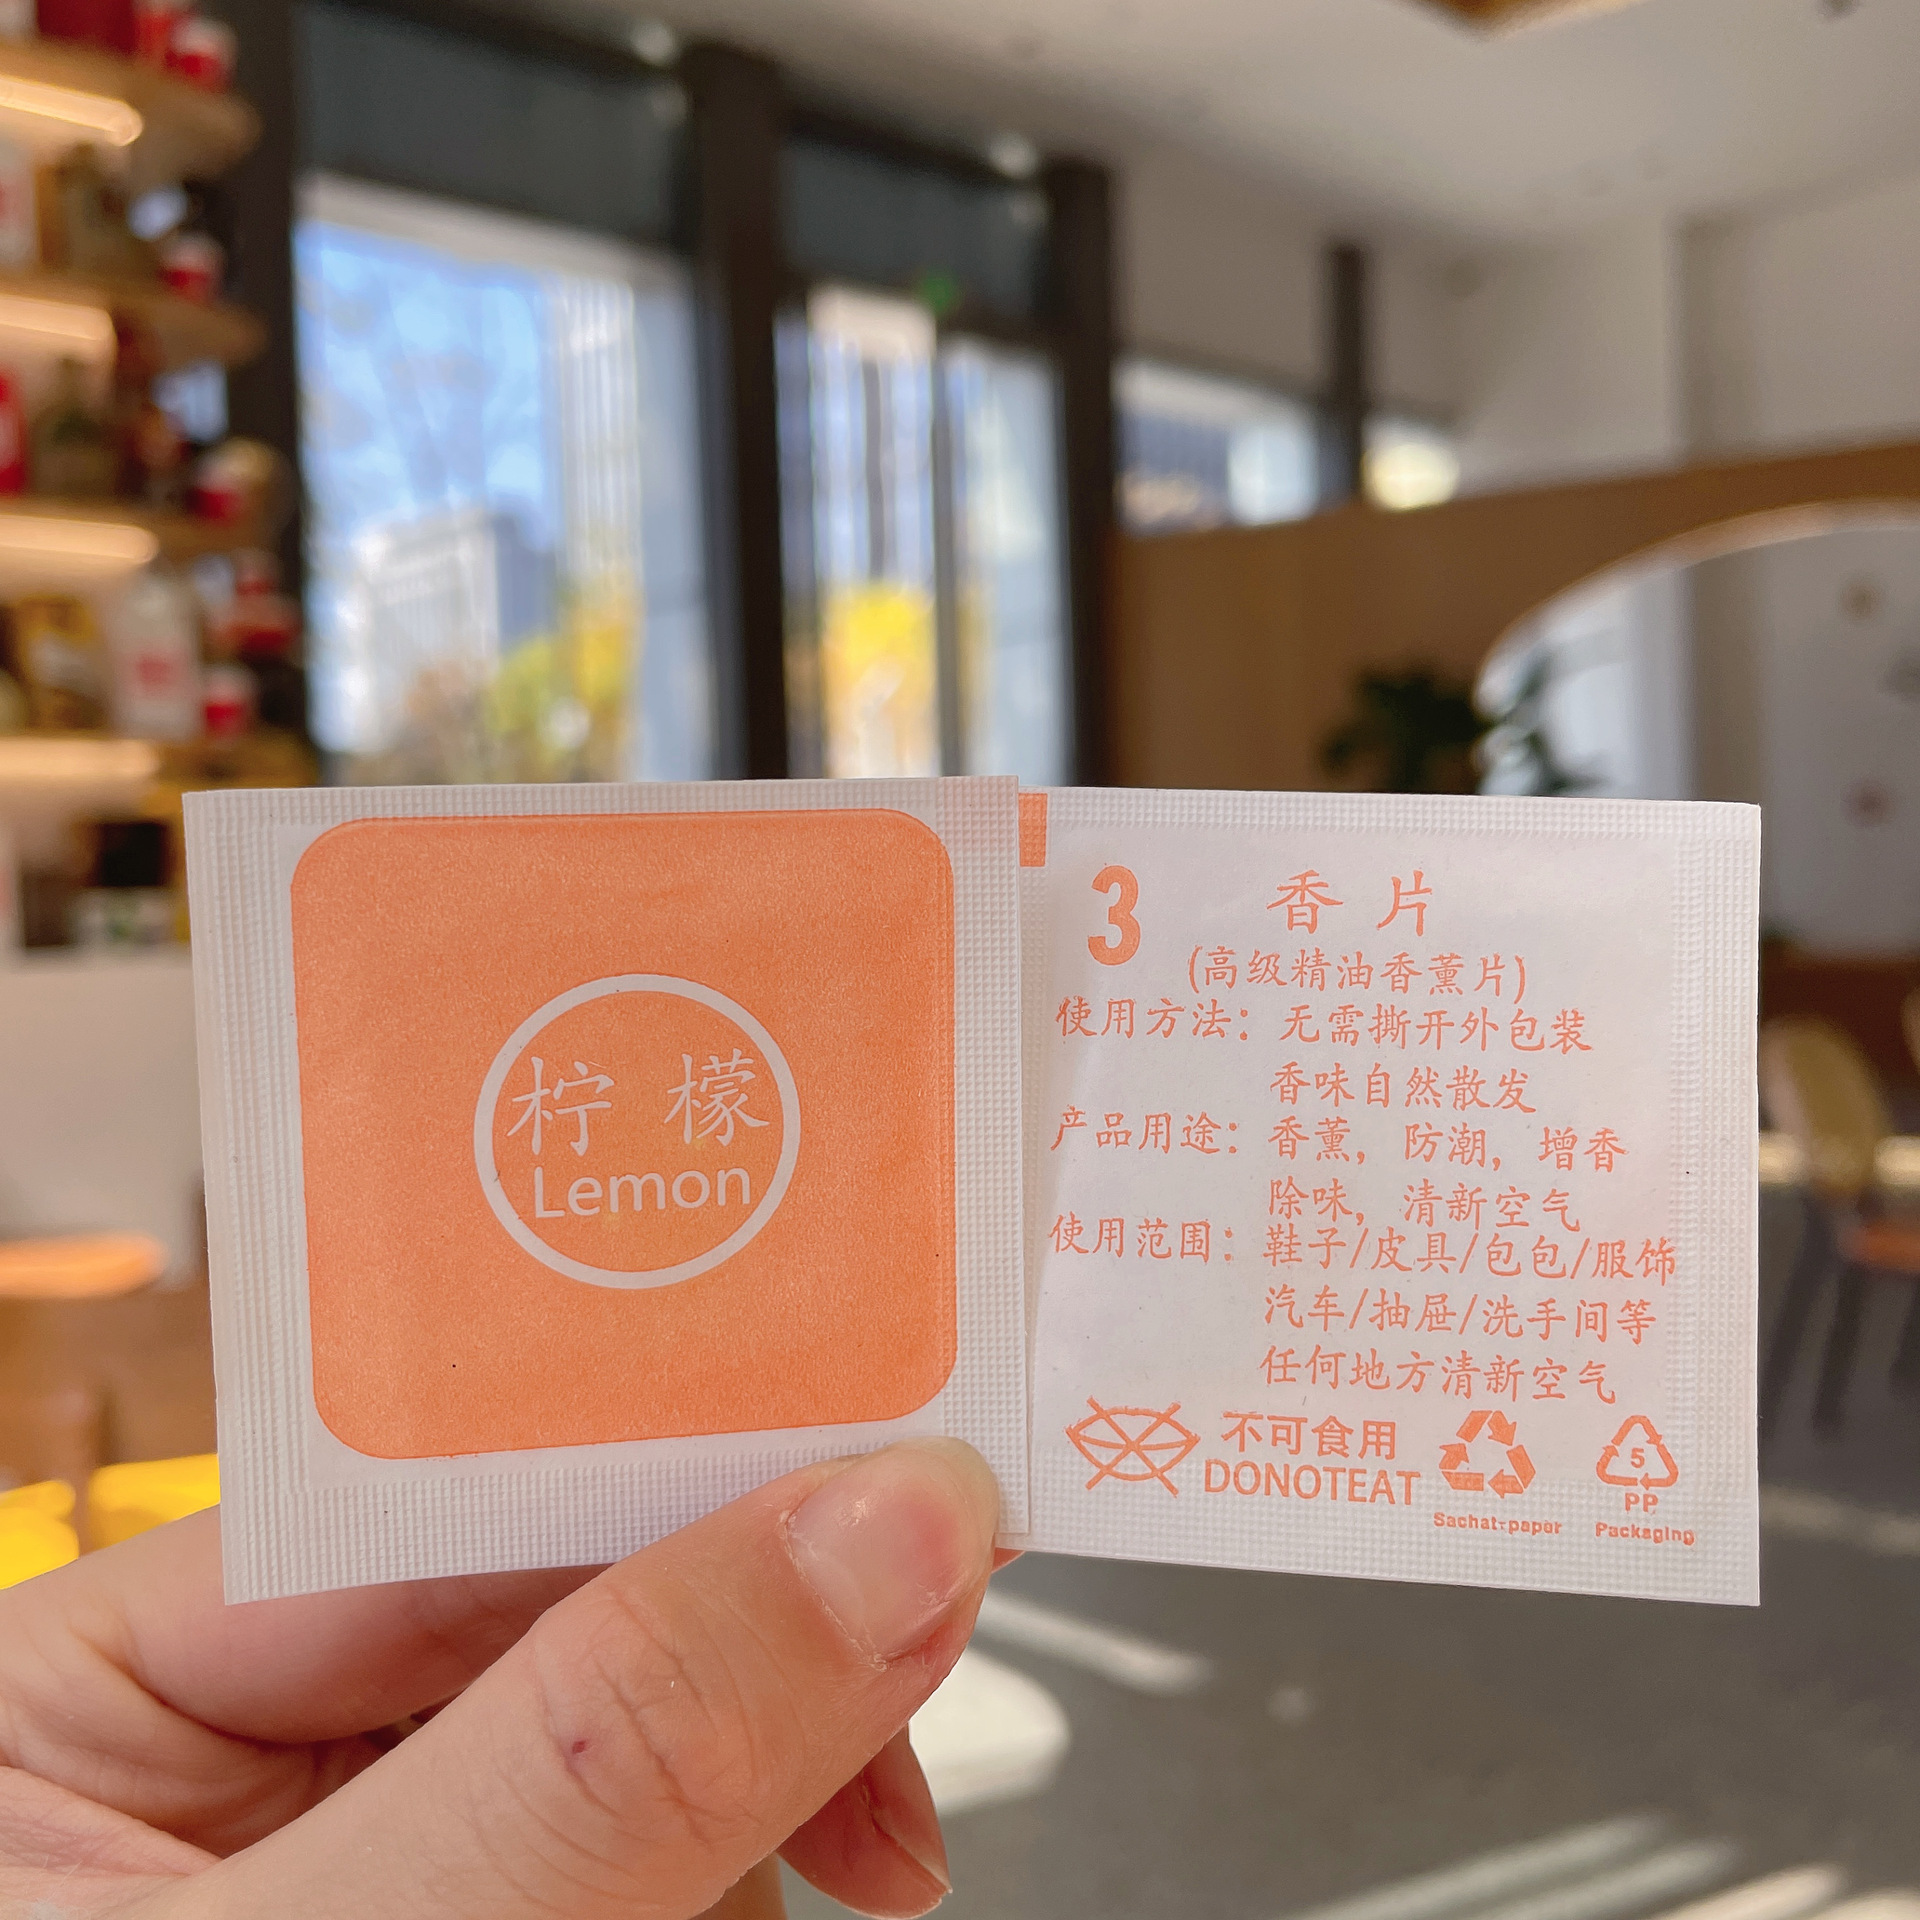 柠 檬
Lemon
3
香 片
(高级精油香薰片)
使用方法：无需撕开外包装
香味自然散发
产品用途：香薰，防潮，增香
除味，清新空气
使用范围：鞋子/皮具/包包/服饰
汽车/抽屉/洗手间等
任何地方清新空气
不可食用
DONOTEAT
Sachat-paper
5
PP
Packaging